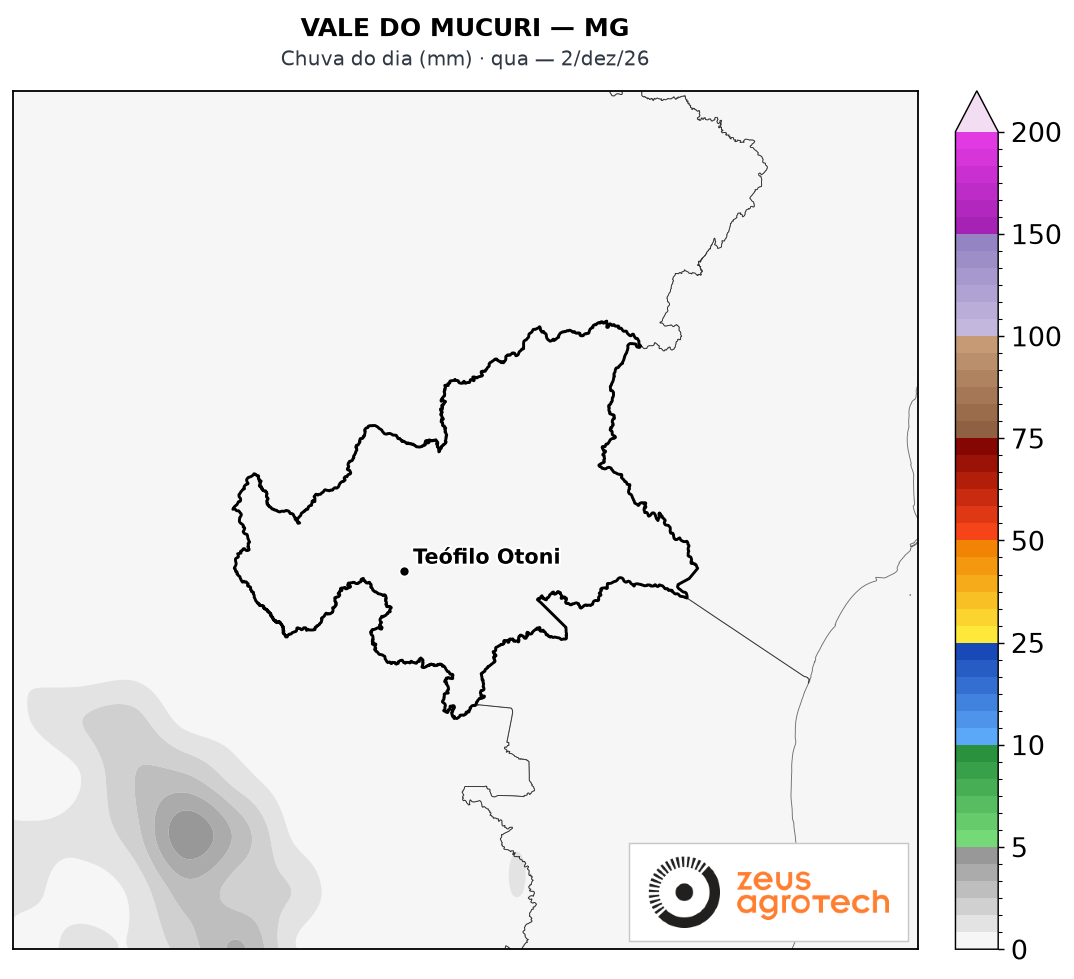 VALE DO MUCURI — MG
Chuva do dia (mm) · qua — 2/dez/26
200
150
100
75
50
25
10
5
0
Teófilo Otoni
zeus
agrotech